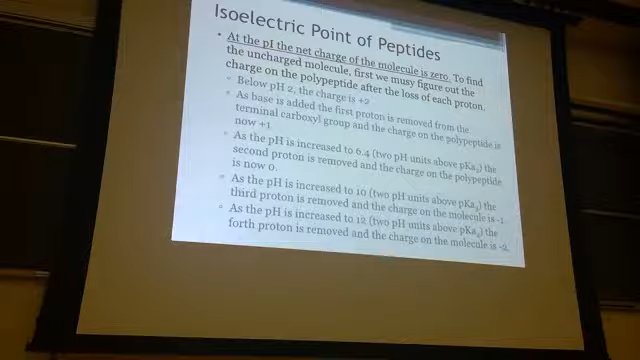 Isoelectric Point of Peptides
• At the pI the net charge of the molecule is zero. To find
the uncharged molecule, first we musy figure out the
charge on the polypeptide after the loss of each proton.
▫ Below pH 2, the charge is +2
▫ As base is added the first proton is removed from the
terminal carboxyl group and the charge on the polypeptide is
now +1
▫ As the pH is increased to 6.4 (two pH units above pKa₂) the
second proton is removed and the charge on the polypeptide
is now 0.
▫ As the pH is increased to 10 (two pH units above pKa₃) the
third proton is removed and the charge on the molecule is -1.
▫ As the pH is increased to 12 (two pH units above pKa₄) the
forth proton is removed and the charge on the molecule is -2.